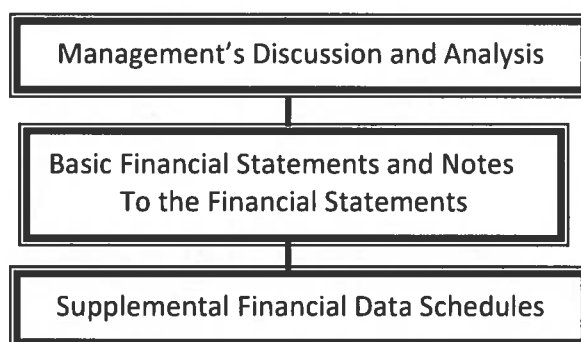 Management's Discussion and Analysis
Basic Financial Statements and Notes
To the Financial Statements
Supplemental Financial Data Schedules